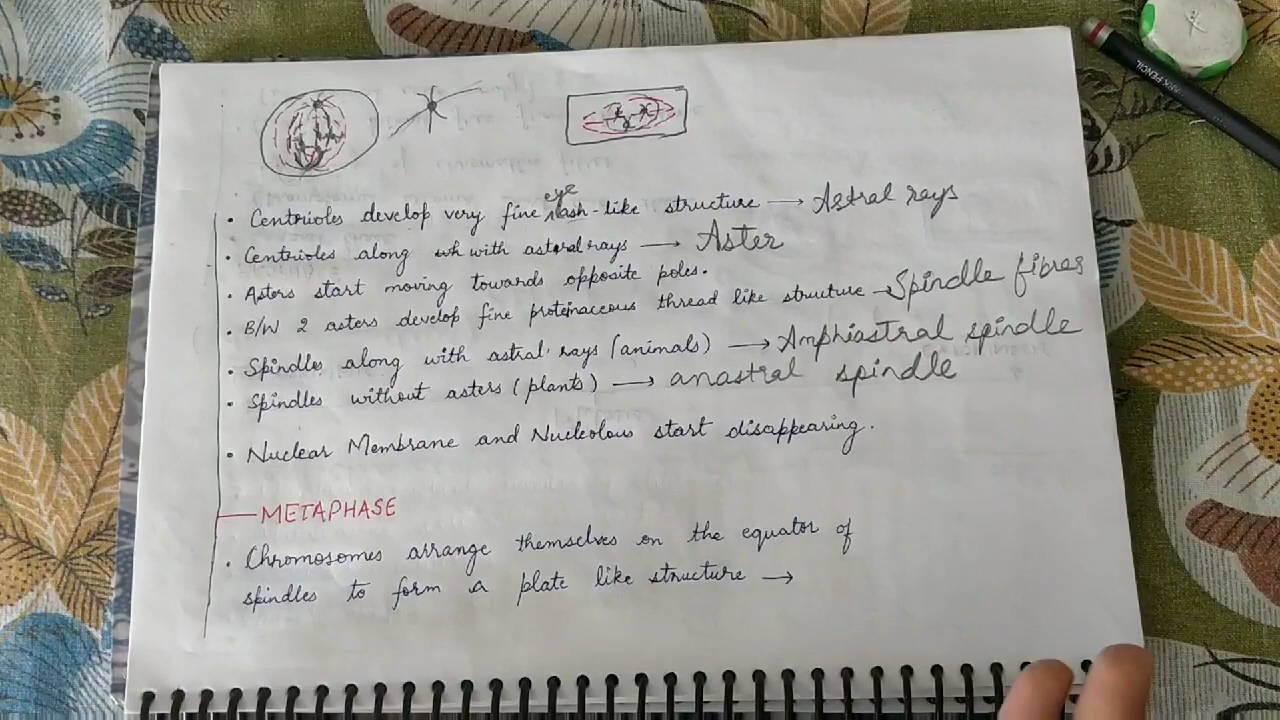 • Centrioles develop very fine eyelash-like structure → Astral rays
• Centrioles along with astral rays → Aster
• Asters start moving towards opposite poles.
• B/W 2 asters develop fine proteinaceous thread like structure → Spindle fibres
• Spindles along with astral rays (animals) → Amphiastral spindle
• Spindles without asters (plants) → anastral spindle
• Nuclear Membrane and Nucleolous start disappearing.
METAPHASE
• Chromosomes arrange themselves on the equator of
spindles to form a plate like structure →
ARK PENCIL